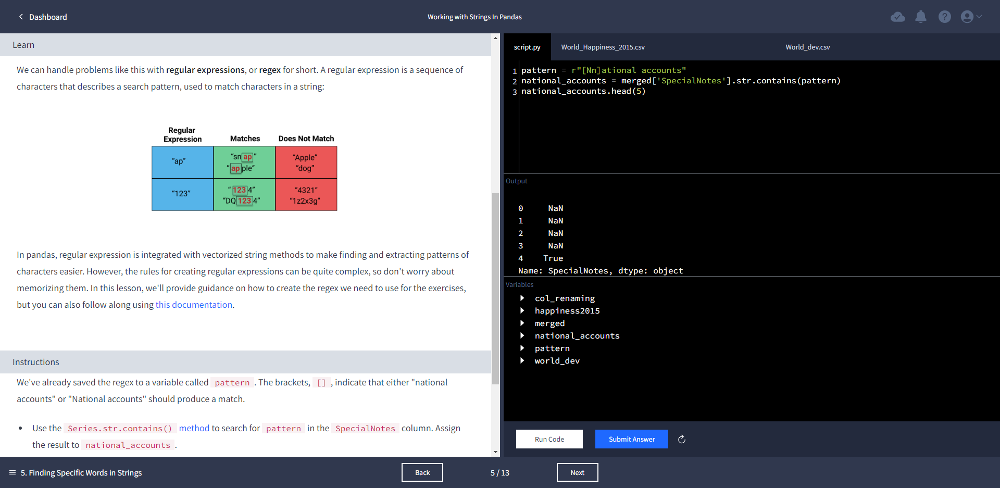 Dashboard
Working with Strings In Pandas
Learn
We can handle problems like this with regular expressions, or regex for short. A regular expression is a sequence of
characters that describes a search pattern, used to match characters in a string:
Regular
Expression
Matches
Does Not Match
"ap"
"snap"
"apple"
"Apple"
"dog"
"123"
"1234"
"DQ1234"
"4321"
"1z2x3g"
In pandas, regular expression is integrated with vectorized string methods to make finding and extracting patterns of
characters easier. However, the rules for creating regular expressions can be quite complex, so don't worry about
memorizing them. In this lesson, we'll provide guidance on how to create the regex we need to use for the exercises,
but you can also follow along using this documentation.
Instructions
We've already saved the regex to a variable called pattern . The brackets, [] , indicate that either "national
accounts" or "National accounts" should produce a match.
• Use the Series.str.contains() method to search for pattern in the SpecialNotes column. Assign
the result to national_accounts .
script.py
World_Happiness_2015.csv
World_dev.csv
1 pattern = r"[Nn]ational accounts"
2 national_accounts = merged['SpecialNotes'].str.contains(pattern)
3 national_accounts.head(5)
Output
0 NaN
1 NaN
2 NaN
3 NaN
4 True
Name: SpecialNotes, dtype: object
Variables
col_renaming
happiness2015
merged
national_accounts
pattern
world_dev
Run Code
Submit Answer
5. Finding Specific Words in Strings
Back
5 / 13
Next